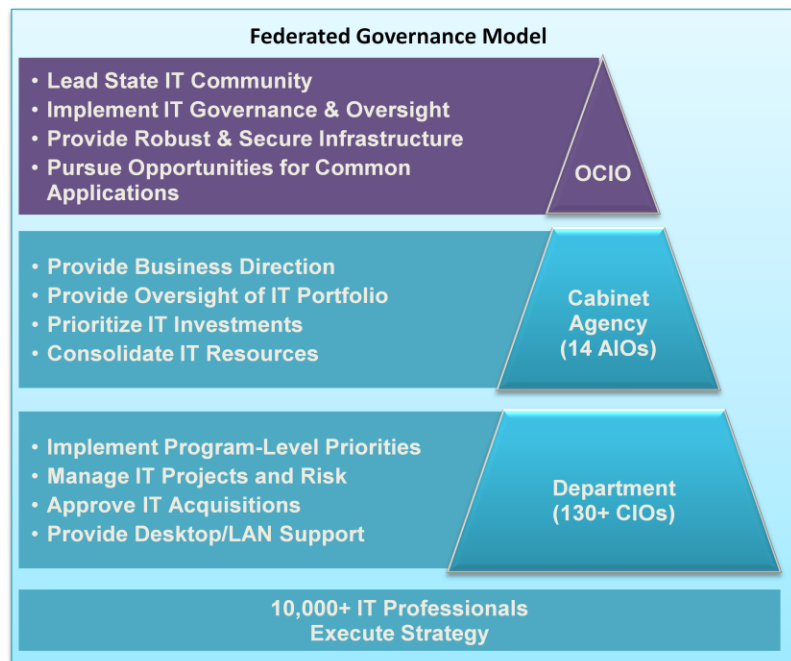 Federated Governance Model
• Lead State IT Community
• Implement IT Governance & Oversight
• Provide Robust & Secure Infrastructure
• Pursue Opportunities for Common
Applications
OCIO
• Provide Business Direction
• Provide Oversight of IT Portfolio
• Prioritize IT Investments
• Consolidate IT Resources
Cabinet
Agency
(14 AIOs)
• Implement Program-Level Priorities
• Manage IT Projects and Risk
• Approve IT Acquisitions
• Provide Desktop/LAN Support
Department
(130+ CIOs)
10,000+ IT Professionals
Execute Strategy